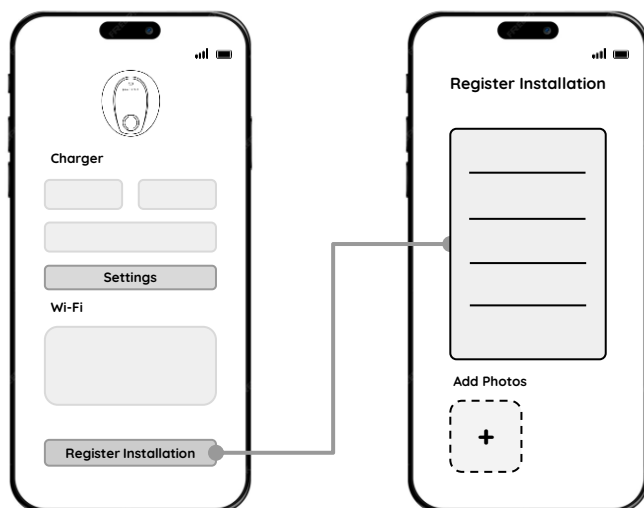 Charger
Settings
Wi-Fi
Register Installation
Register Installation
Add Photos
+